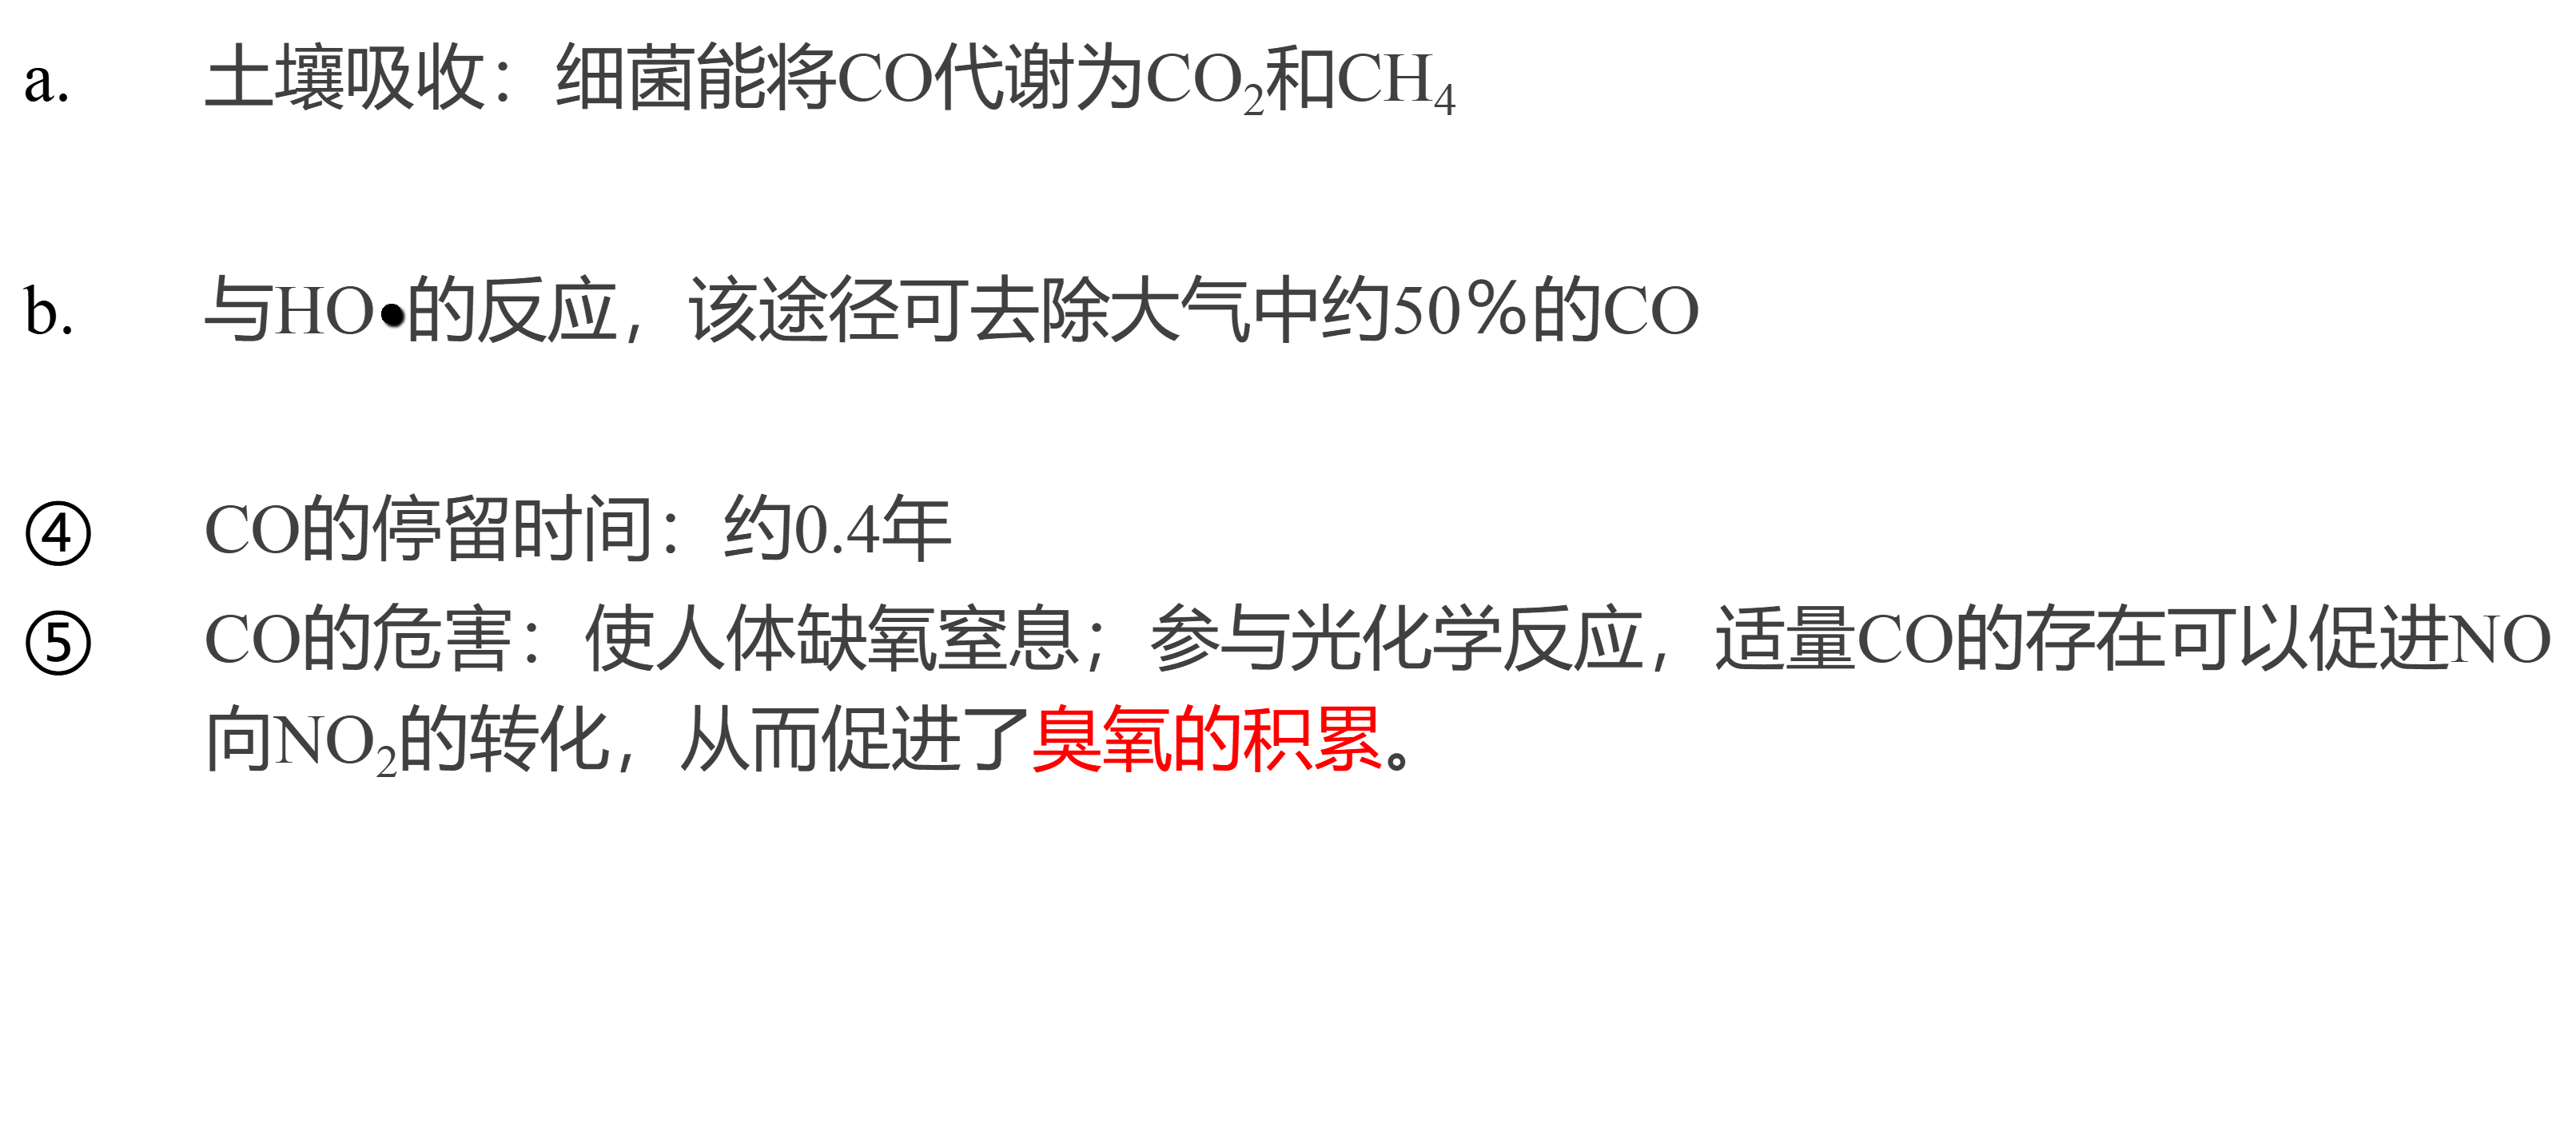 a. 土壤吸收：细菌能将CO代谢为CO₂和CH₄
b. 与HO•的反应，该途径可去除大气中约50%的CO
④ CO的停留时间：约0.4年
⑤ CO的危害：使人体缺氧窒息；参与光化学反应，适量CO的存在可以促进NO
向NO₂的转化，从而促进了臭氧的积累。